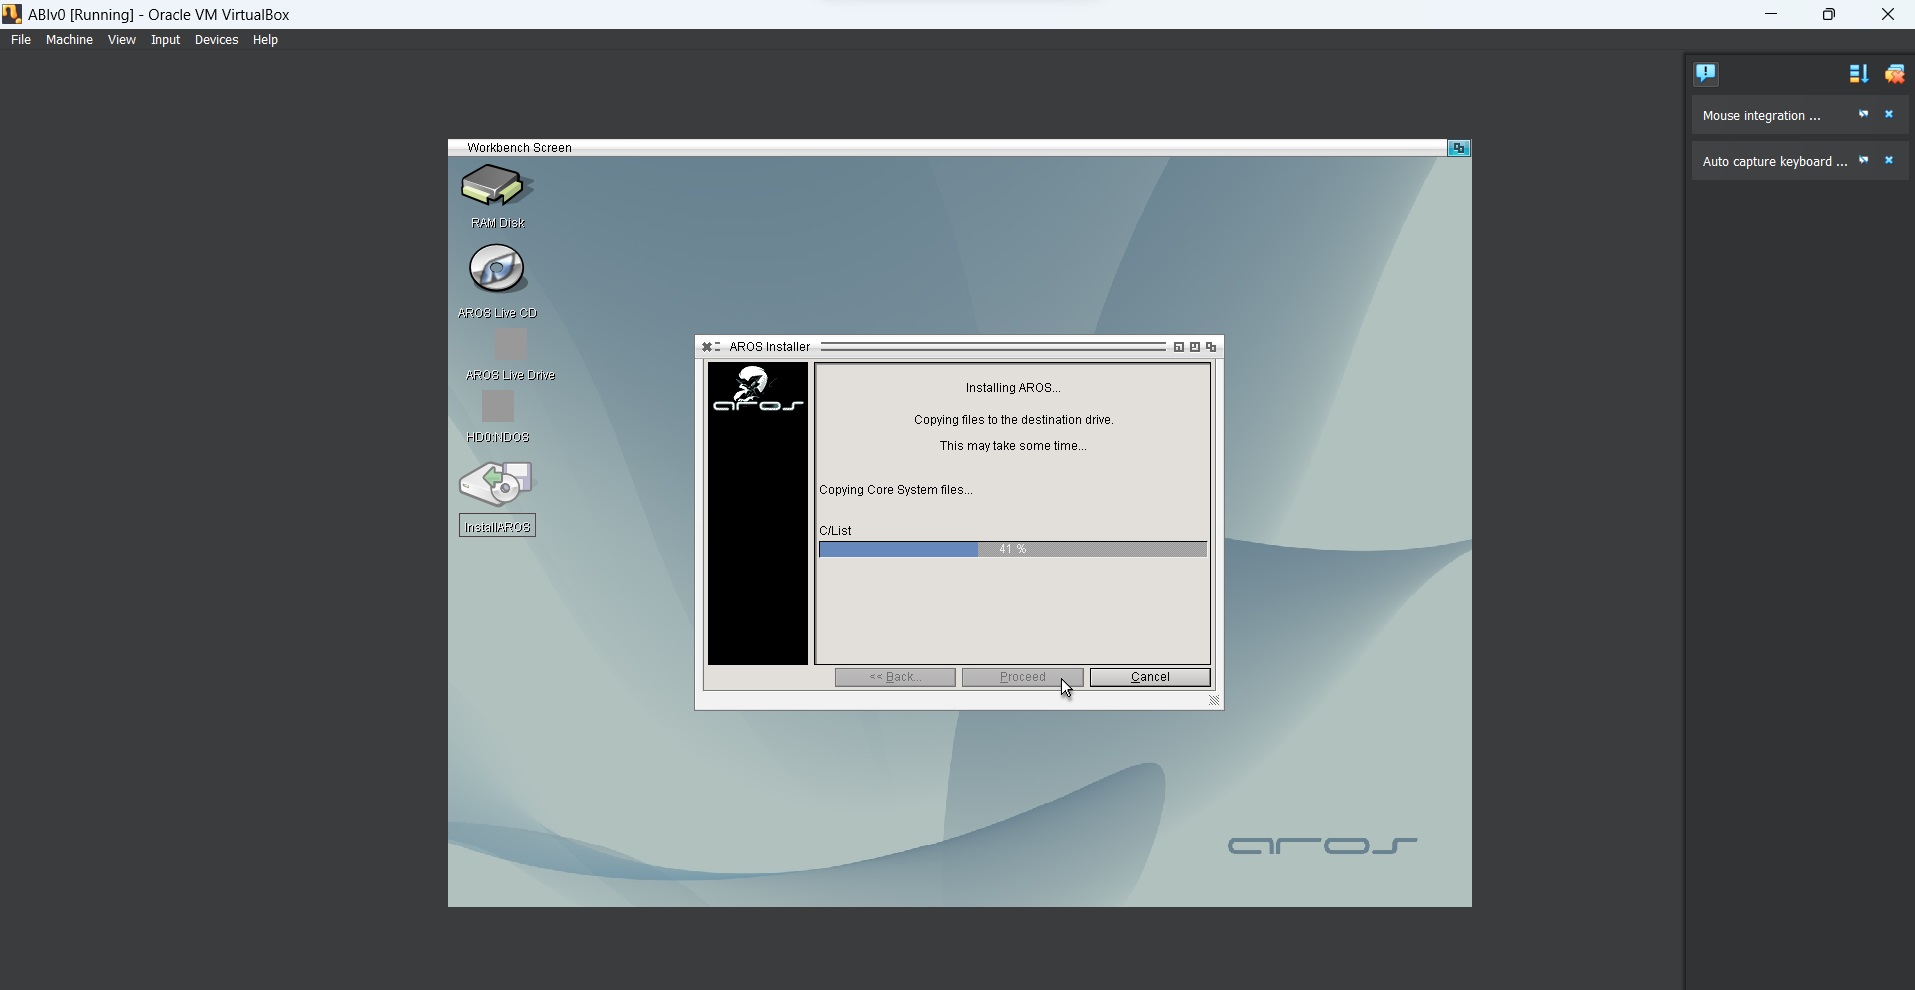 ABIv0 [Running] - Oracle VM VirtualBox
File Machine View Input Devices Help
Mouse integration ...
Auto capture keyboard ...
Workbench Screen
RAM Disk
AROS Live CD
AROS Live Drive
HD0:NDOS
InstallAROS
AROS Installer
aros
Installing AROS...
Copying files to the destination drive.
This may take some time...
Copying Core System files...
C/List
41 %
<< Back... Proceed Cancel
aros